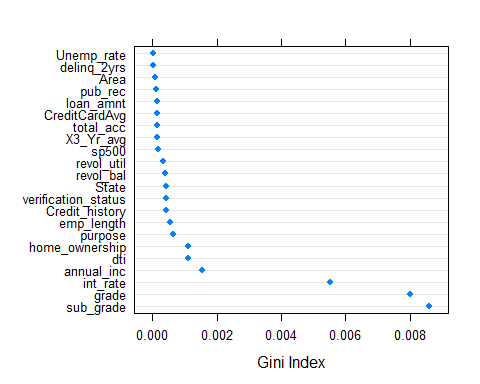 Unemp_rate
delinq_2yrs
Area
pub_rec
loan_amnt
CreditCardAvg
total_acc
X3_Yr_avg
sp500
revol_util
revol_bal
State
verification_status
Credit_history
emp_length
purpose
home_ownership
dti
annual_inc
int_rate
grade
sub_grade
0.000 0.002 0.004 0.006 0.008
Gini Index